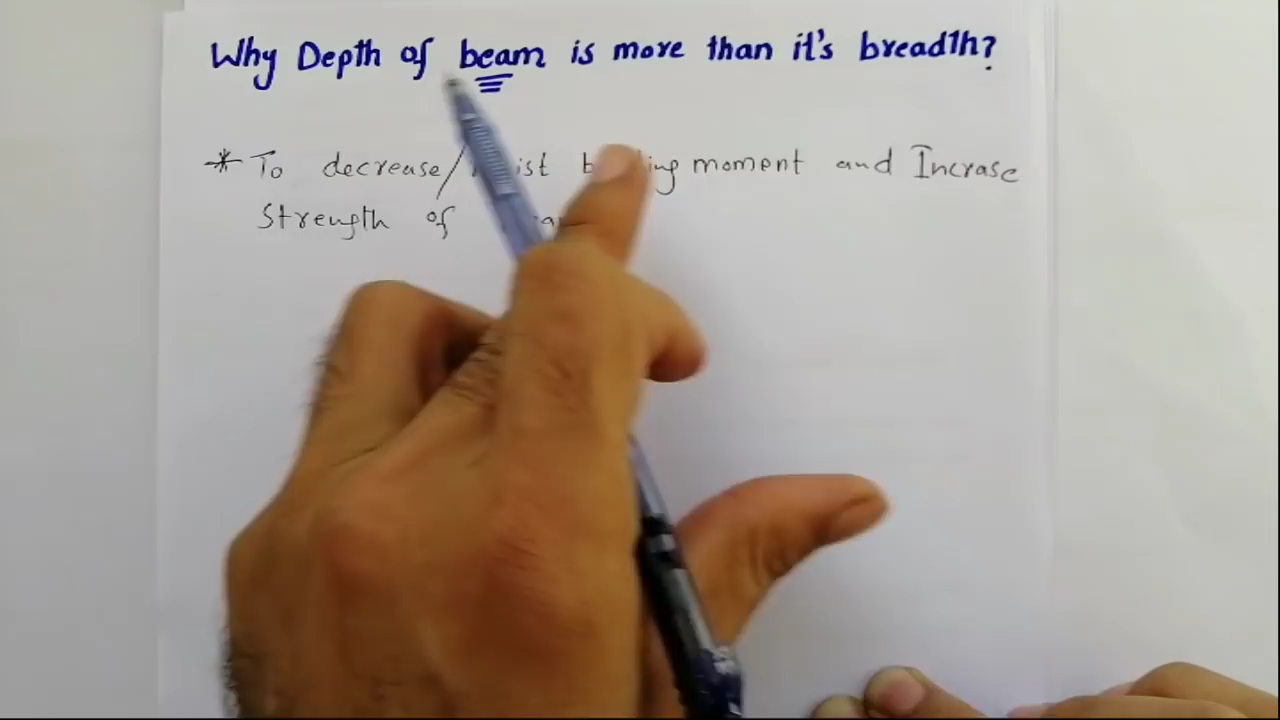 Why Depth of beam is more than it's breadth?
* To decrease/ moment and Incrase
Strength of